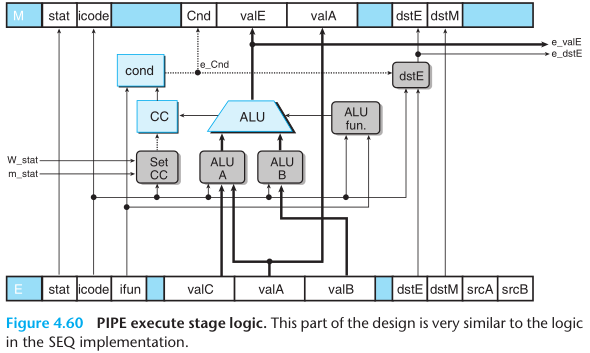 M stat icode Cnd valE valA dstE dstM
e_valE
e_dstE
e_Cnd
cond
dstE
CC
ALU
ALU
fun.
W_stat
m_stat
Set
CC
ALU
A
ALU
B
E stat icode ifun valC valA valB dstE dstM srcA srcB
Figure 4.60 PIPE execute stage logic. This part of the design is very similar to the logic
in the SEQ implementation.